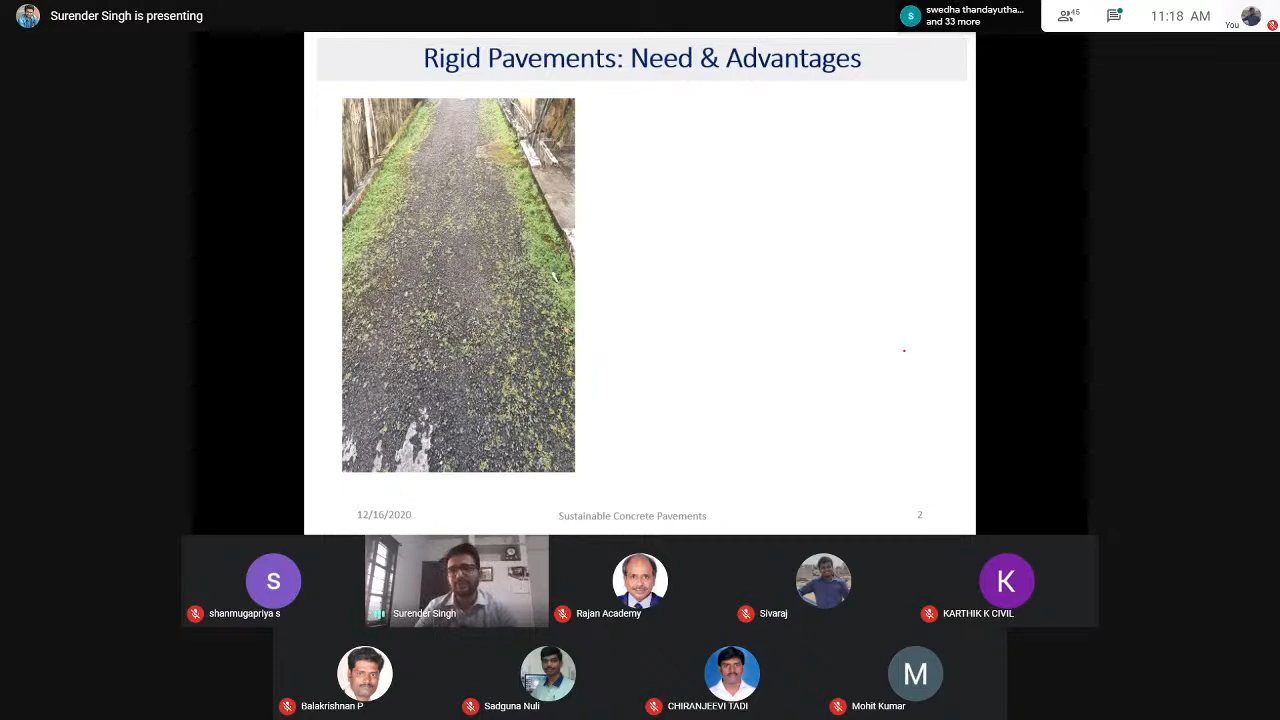 Surender Singh is presenting
S
swedha thandayutha...
and 33 more
45
11:18 AM
You
Rigid Pavements: Need & Advantages
12/16/2020
Sustainable Concrete Pavements
2
S
K
shanmugapriya s
Surender Singh
Rajan Academy
Sivaraj
KARTHIK K CIVIL
M
Balakrishnan P
Sadguna Nuli
CHIRANJEEVI TADI
Mohit Kumar